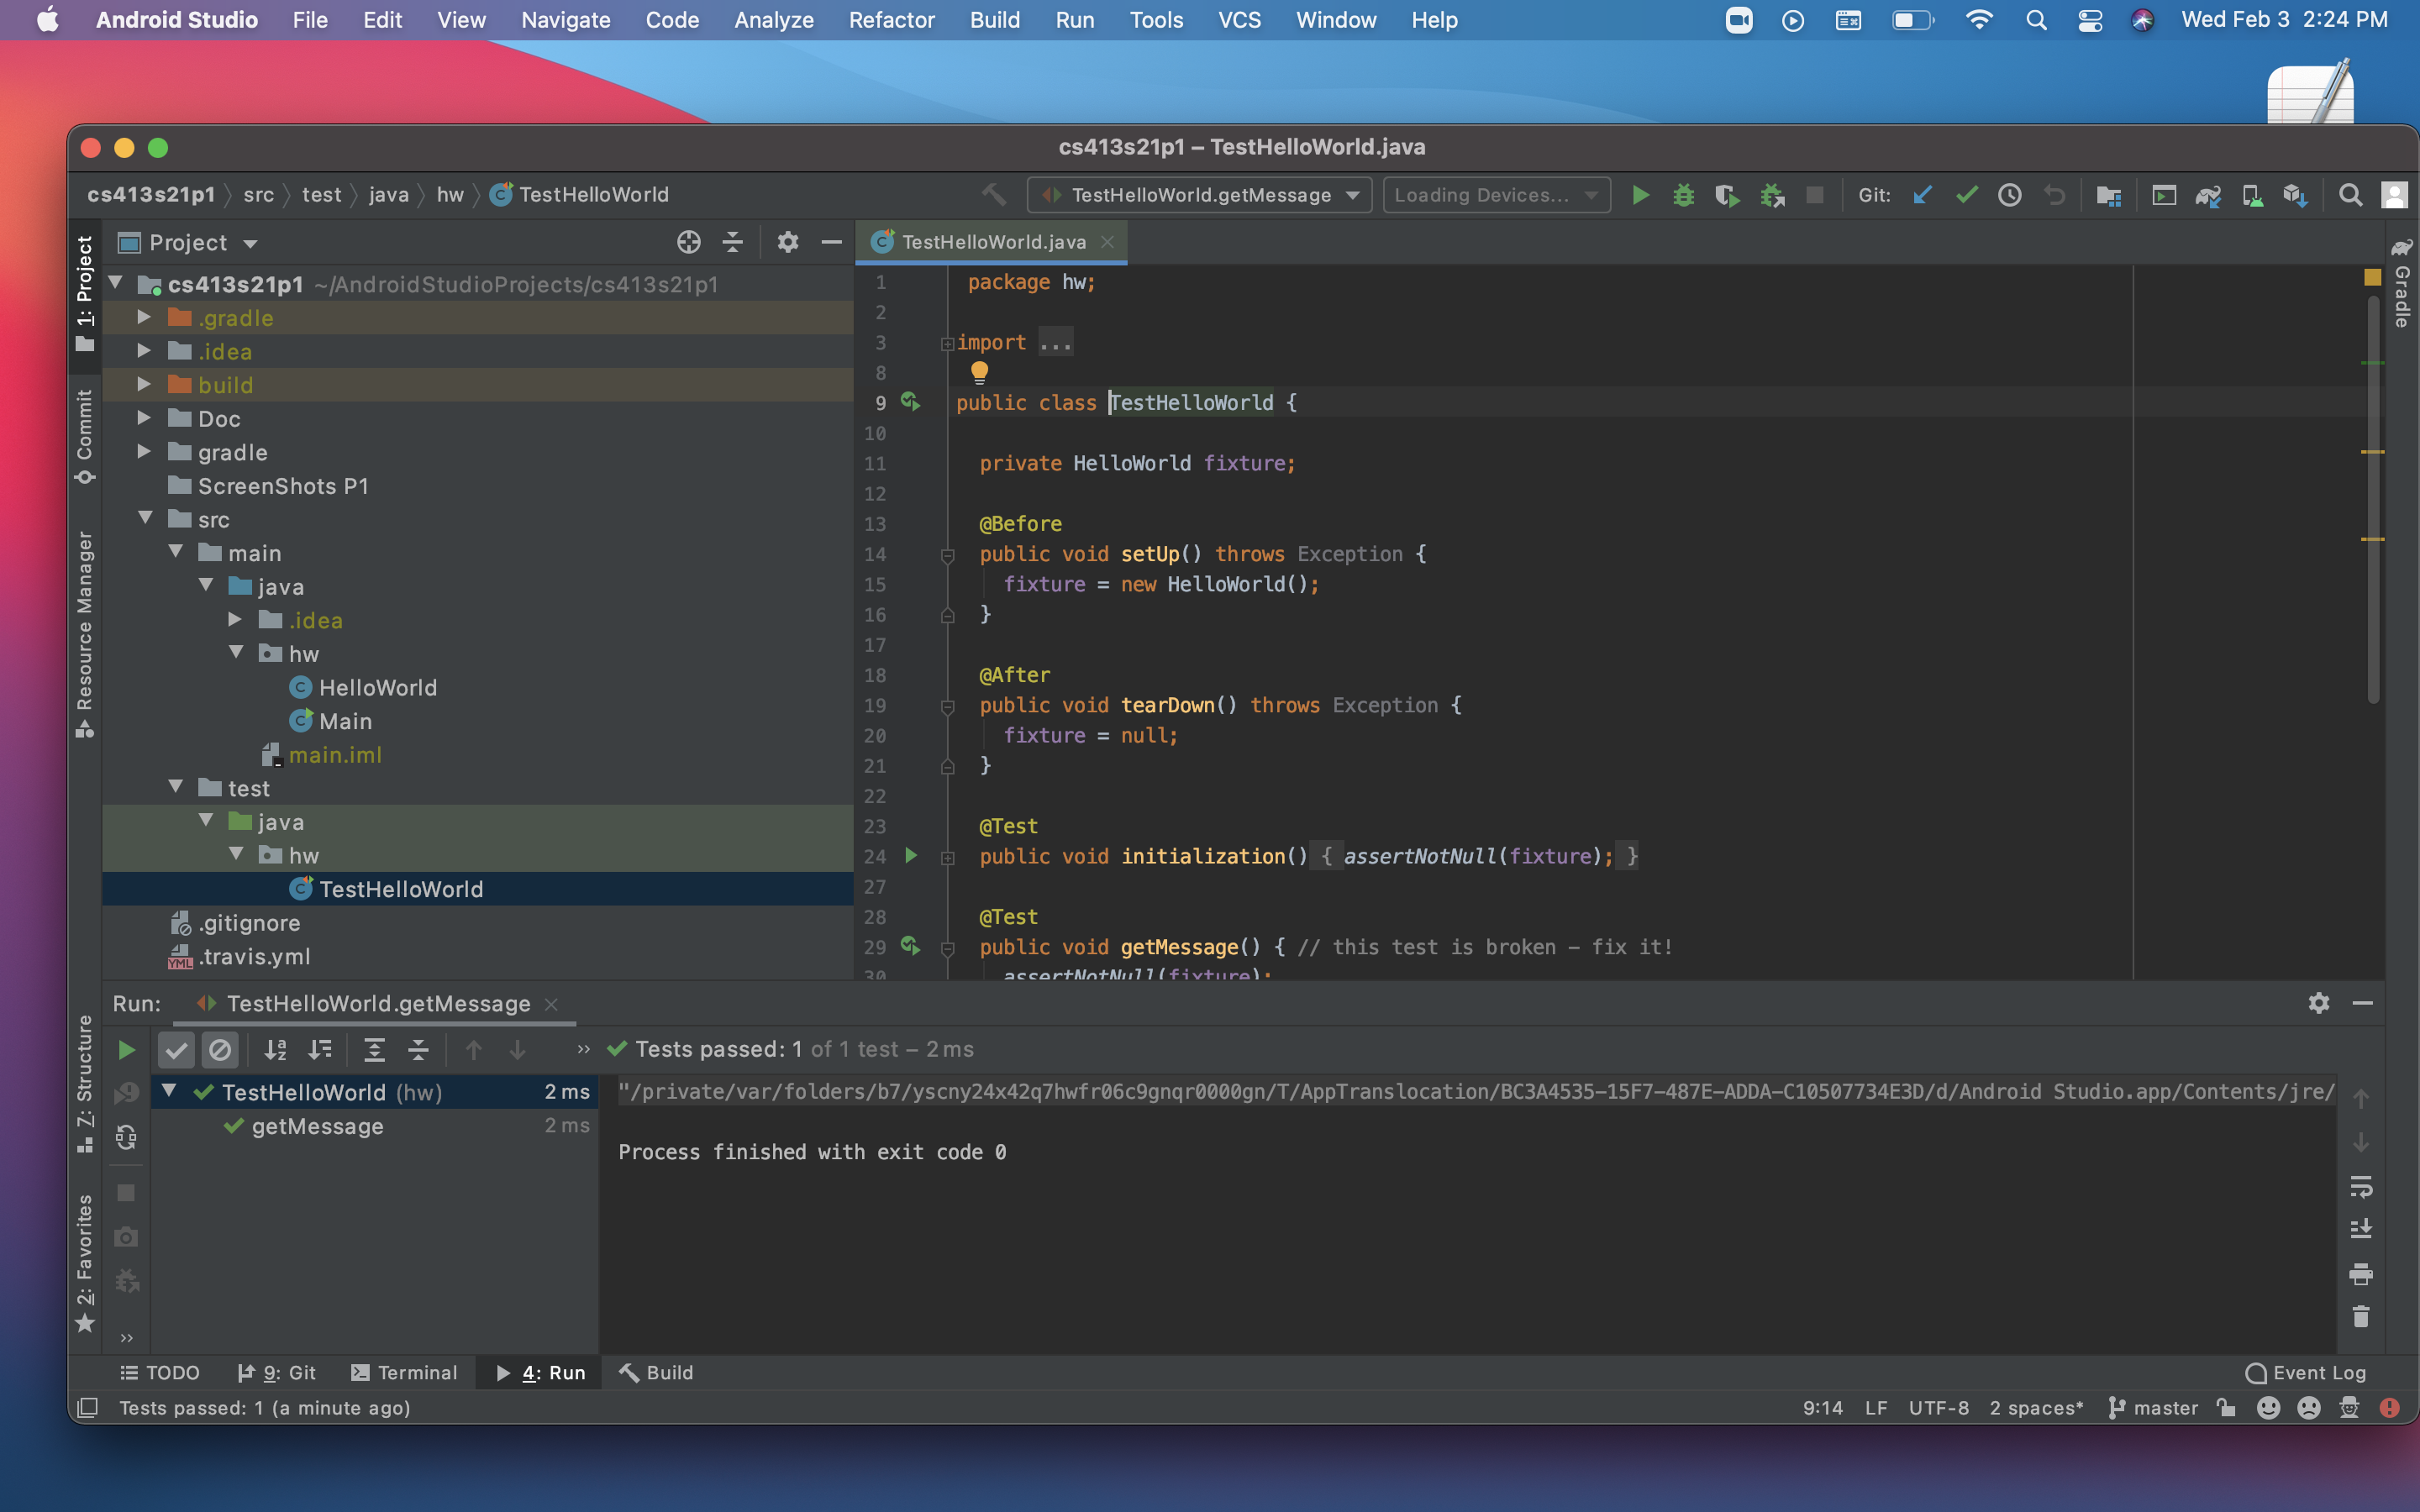 Android Studio File Edit View Navigate Code Analyze Refactor Build Run Tools VCS Window Help Wed Feb 3 2:24 PM
cs413s21p1 – TestHelloWorld.java
cs413s21p1 src test java hw TestHelloWorld TestHelloWorld.getMessage Loading Devices... Git:
1: Project
Commit
Resource Manager
Z: Structure
2: Favorites
Project
cs413s21p1 ~/AndroidStudioProjects/cs413s21p1
.gradle
.idea
build
Doc
gradle
ScreenShots P1
src
main
java
.idea
hw
HelloWorld
Main
main.iml
test
java
hw
TestHelloWorld
.gitignore
YML .travis.yml
TestHelloWorld.java
1 package hw;
2
3 import ...
8
9 public class TestHelloWorld {
10
11 private HelloWorld fixture;
12
13 @Before
14 public void setUp() throws Exception {
15 fixture = new HelloWorld();
16 }
17
18 @After
19 public void tearDown() throws Exception {
20 fixture = null;
21 }
22
23 @Test
24 public void initialization() { assertNotNull(fixture); }
27
28 @Test
29 public void getMessage() { // this test is broken – fix it!
30 assertNotNull(fixture);
Gradle
Run: TestHelloWorld.getMessage
Tests passed: 1 of 1 test – 2 ms
TestHelloWorld (hw) 2 ms
getMessage 2 ms
"/private/var/folders/b7/yscny24x42q7hwfr06c9gnqr0000gn/T/AppTranslocation/BC3A4535-15F7-487E-ADDA-C10507734E3D/d/Android Studio.app/Contents/jre/
Process finished with exit code 0
TODO 9: Git Terminal 4: Run Build Event Log
Tests passed: 1 (a minute ago) 9:14 LF UTF-8 2 spaces* master